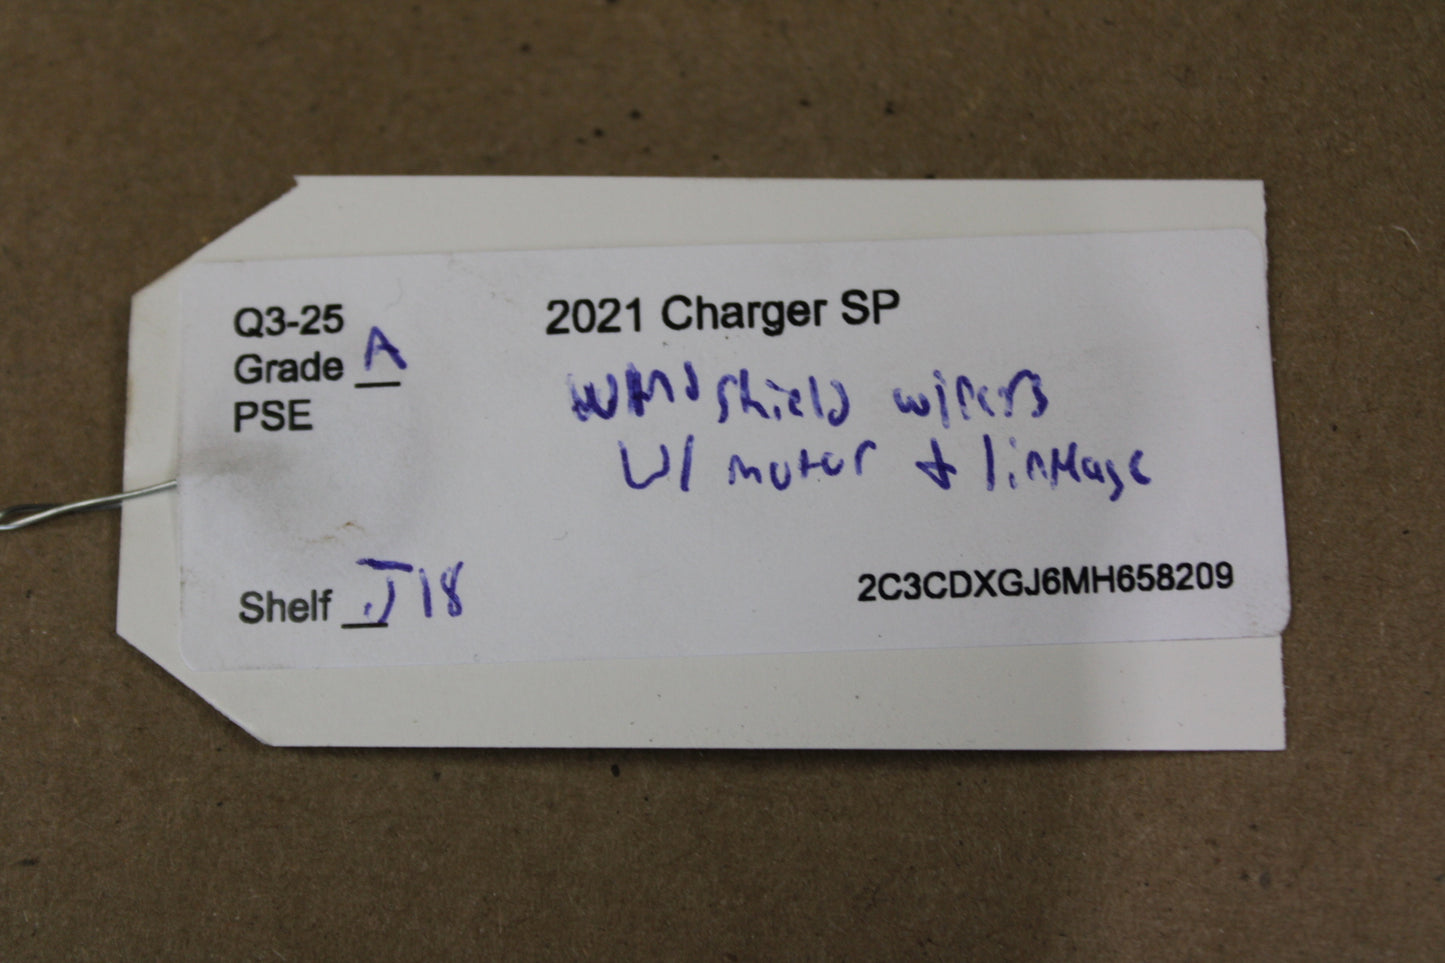 Q3-25
Grade A
PSE
2021 Charger SP
windshield wipers
w/ motor + linkage
Shelf J18
2C3CDXGJ6MH658209